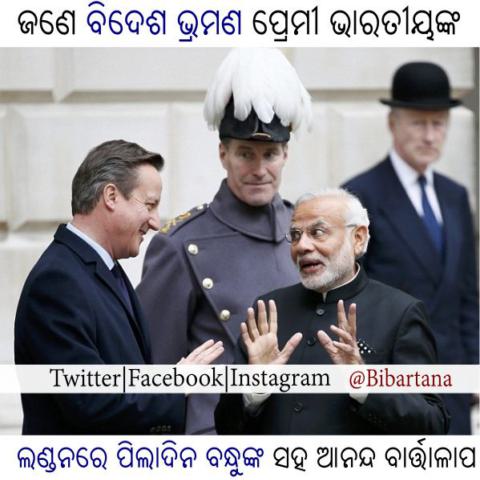 ଜଣେ ବିଦେଶ ଭ୍ରମଣ ପ୍ରେମୀ ଭାରତୀୟଙ୍କ
Twitter|Facebook|Instagram @Bibartana
ଲଣ୍ଡନରେ ପିଲାଦିନ ବନ୍ଧୁଙ୍କ ସହ ଆନନ୍ଦ ବାର୍ତ୍ତାଳାପ